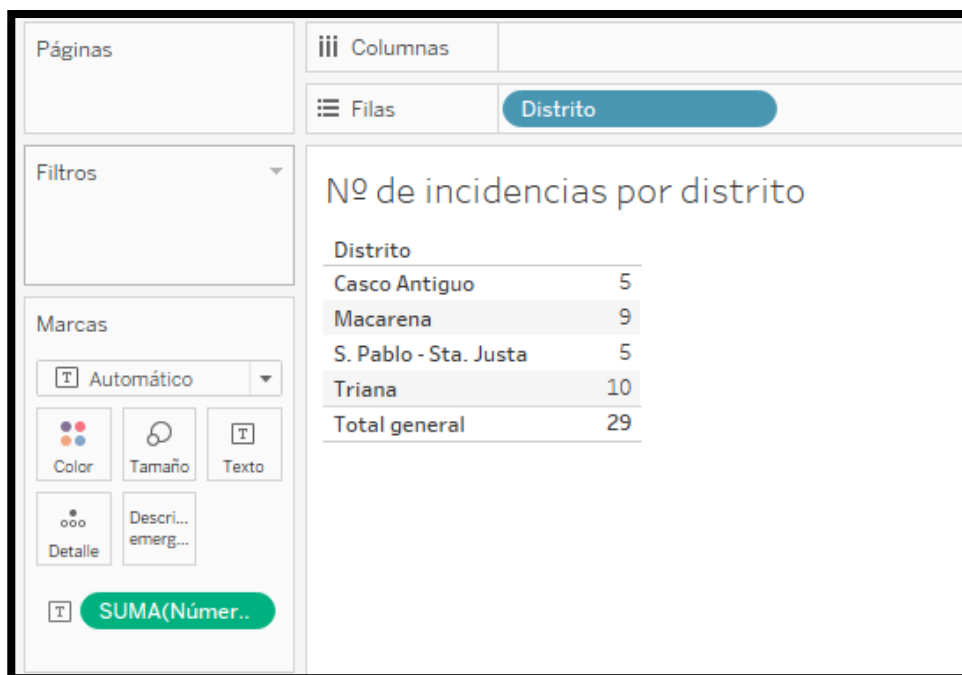 Páginas
Columnas
Filas
Distrito
Filtros
Marcas
T Automático
Color
Tamaño
T
Texto
Detalle
Descri...
emerg...
T SUMA(Númer..
Nº de incidencias por distrito
Distrito
Casco Antiguo 5
Macarena 9
S. Pablo - Sta. Justa 5
Triana 10
Total general 29